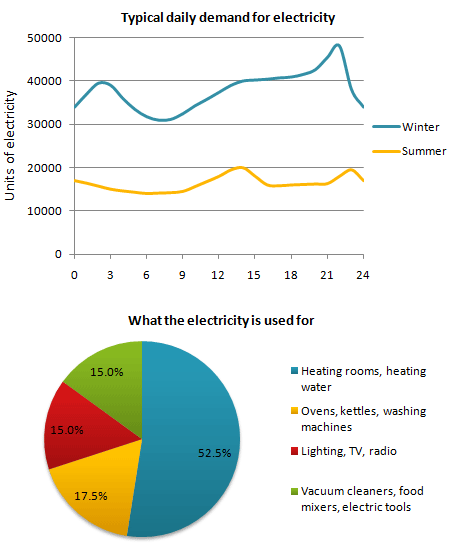 Typical daily demand for electricity
50000
40000
30000
20000
10000
0
Units of electricity
0 3 6 9 12 15 18 21 24
Winter
Summer
What the electricity is used for
15.0%
15.0%
52.5%
17.5%
Heating rooms, heating
water
Ovens, kettles, washing
machines
Lighting, TV, radio
Vacuum cleaners, food
mixers, electric tools